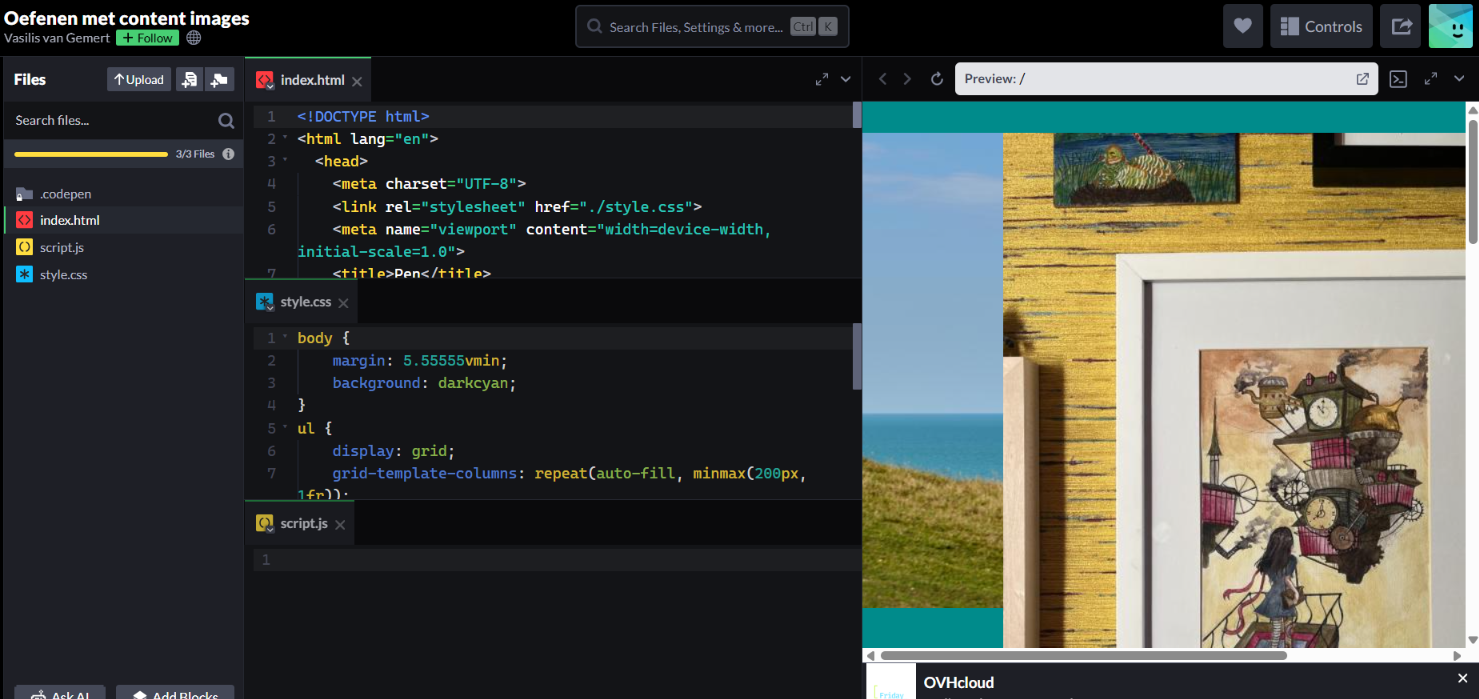 Oefenen met content images
Vasilis van Gemert + Follow
Search Files, Settings & more... Ctrl K
Controls
Files
Upload
Search files...
3/3 Files
.codepen
index.html
script.js
style.css
Ask AI
Add Blocks
index.html
1 <!DOCTYPE html>
2 <html lang="en">
3 <head>
4 <meta charset="UTF-8">
5 <link rel="stylesheet" href="./style.css">
6 <meta name="viewport" content="width=device-width,
initial-scale=1.0">
7 <title>Pen</title>
style.css
1 body {
2 margin: 5.55555vmin;
3 background: darkcyan;
4 }
5 ul {
6 display: grid;
7 grid-template-columns: repeat(auto-fill, minmax(200px,
1fr));
script.js
1
Preview: /
Friday
OVHcloud